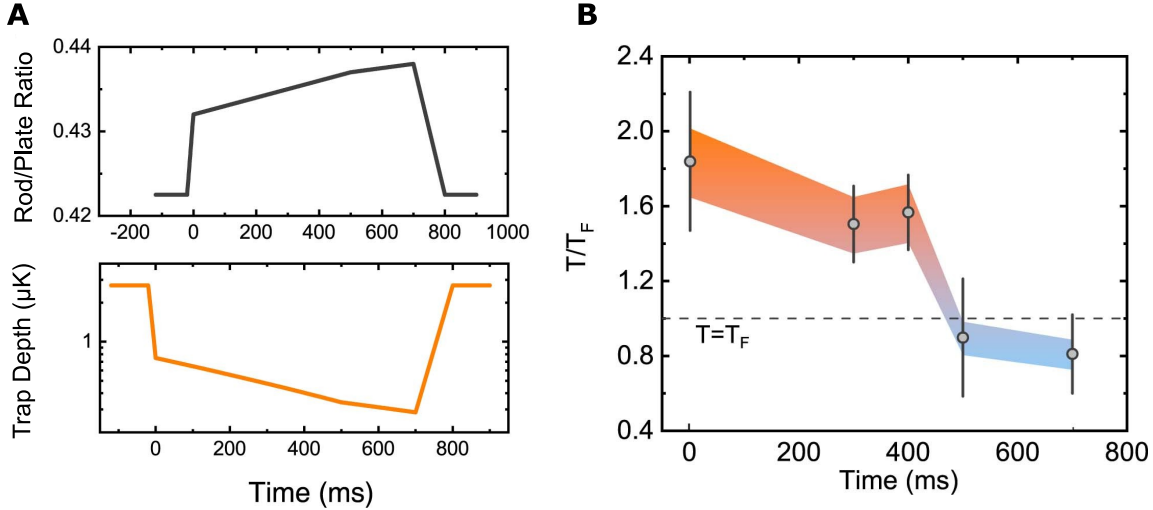 A
Rod/Plate Ratio
0.44
0.43
0.42
-200 0 200 400 600 800 1000
Trap Depth (μK)
1
0 200 400 600 800
Time (ms)
B
T/T_F
2.4
2.0
1.6
1.2
0.8
0.4
T=T_F
0 200 400 600 800
Time (ms)